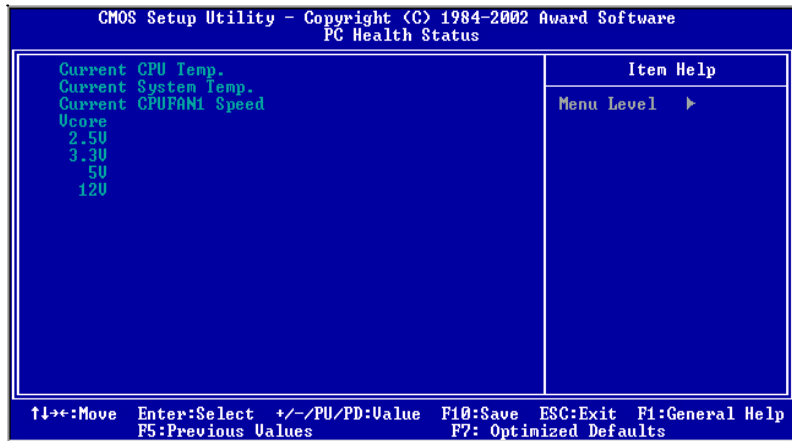 CMOS Setup Utility - Copyright (C) 1984-2002 Award Software
PC Health Status
Current CPU Temp.
Current System Temp.
Current CPUFAN1 Speed
Vcore
2.5V
3.3V
5V
12V
Item Help
Menu Level ▶
↑↓→←:Move Enter:Select +/-/PU/PD:Value F10:Save ESC:Exit F1:General Help
F5:Previous Values F7: Optimized Defaults